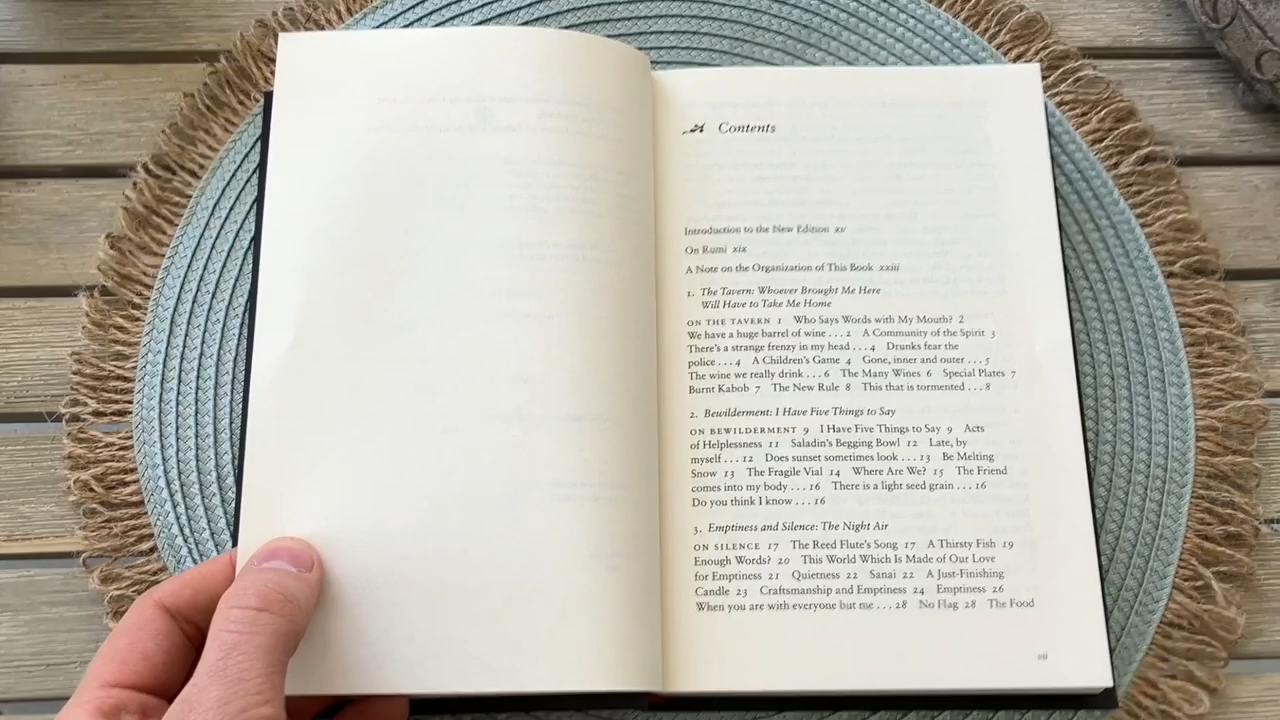 Contents
Introduction to the New Edition xv
On Rumi xix
A Note on the Organization of This Book xxiii
1. The Tavern: Whoever Brought Me Here
Will Have to Take Me Home
ON THE TAVERN 1 Who Says Words with My Mouth? 2
We have a huge barrel of wine . . . 2 A Community of the Spirit 3
There's a strange frenzy in my head . . . 4 Drunks fear the
police . . . 4 A Children's Game 4 Gone, inner and outer . . . 5
The wine we really drink . . . 6 The Many Wines 6 Special Plates 7
Burnt Kabob 7 The New Rule 8 This that is tormented . . . 8
2. Bewilderment: I Have Five Things to Say
ON BEWILDERMENT 9 I Have Five Things to Say 9 Acts
of Helplessness 11 Saladin's Begging Bowl 12 Late, by
myself . . . 12 Does sunset sometimes look . . . 13 Be Melting
Snow 13 The Fragile Vial 14 Where Are We? 15 The Friend
comes into my body . . . 16 There is a light seed grain . . . 16
Do you think I know . . . 16
3. Emptiness and Silence: The Night Air
ON SILENCE 17 The Reed Flute's Song 17 A Thirsty Fish 19
Enough Words? 20 This World Which Is Made of Our Love
for Emptiness 21 Quietness 22 Sanai 22 A Just-Finishing
Candle 23 Craftsmanship and Emptiness 24 Emptiness 26
When you are with everyone but me . . . 28 No Flag 28 The Food
vii